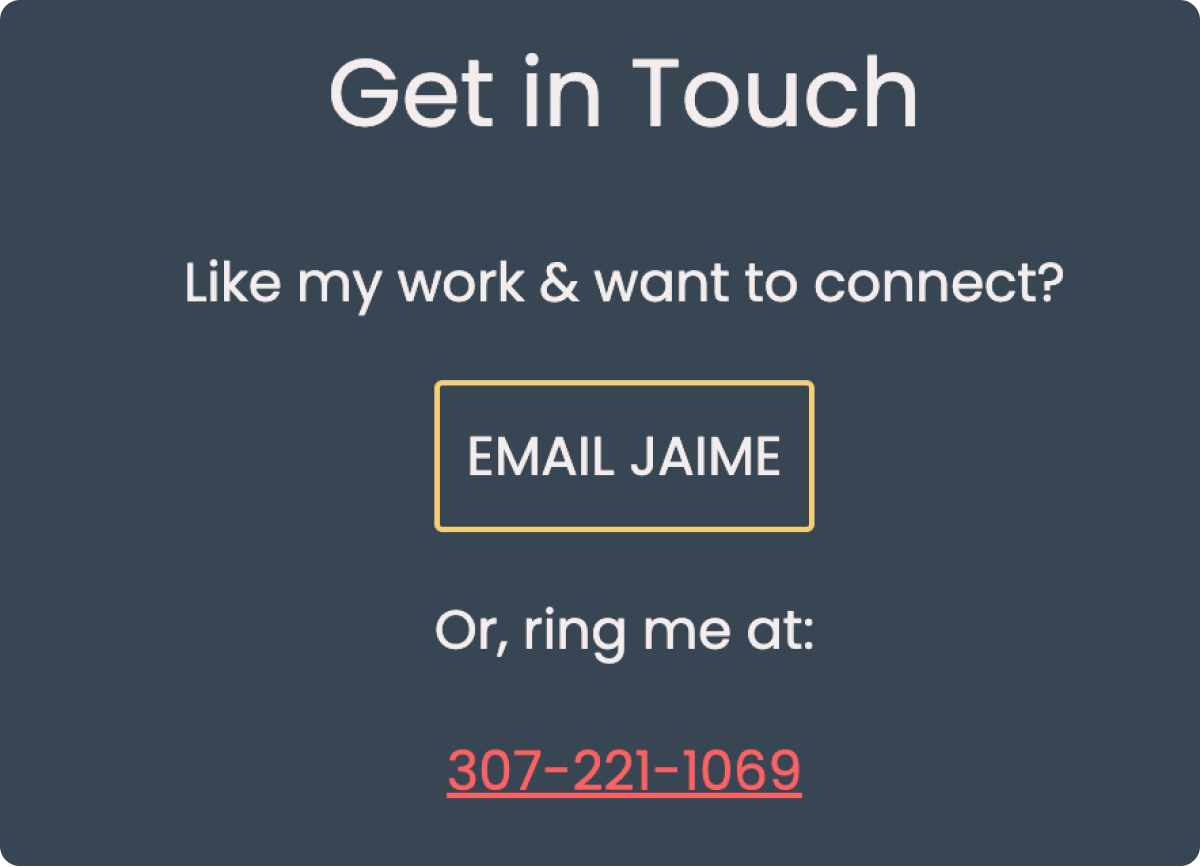 Get in Touch
Like my work & want to connect?
EMAIL JAIME
Or, ring me at:
307-221-1069